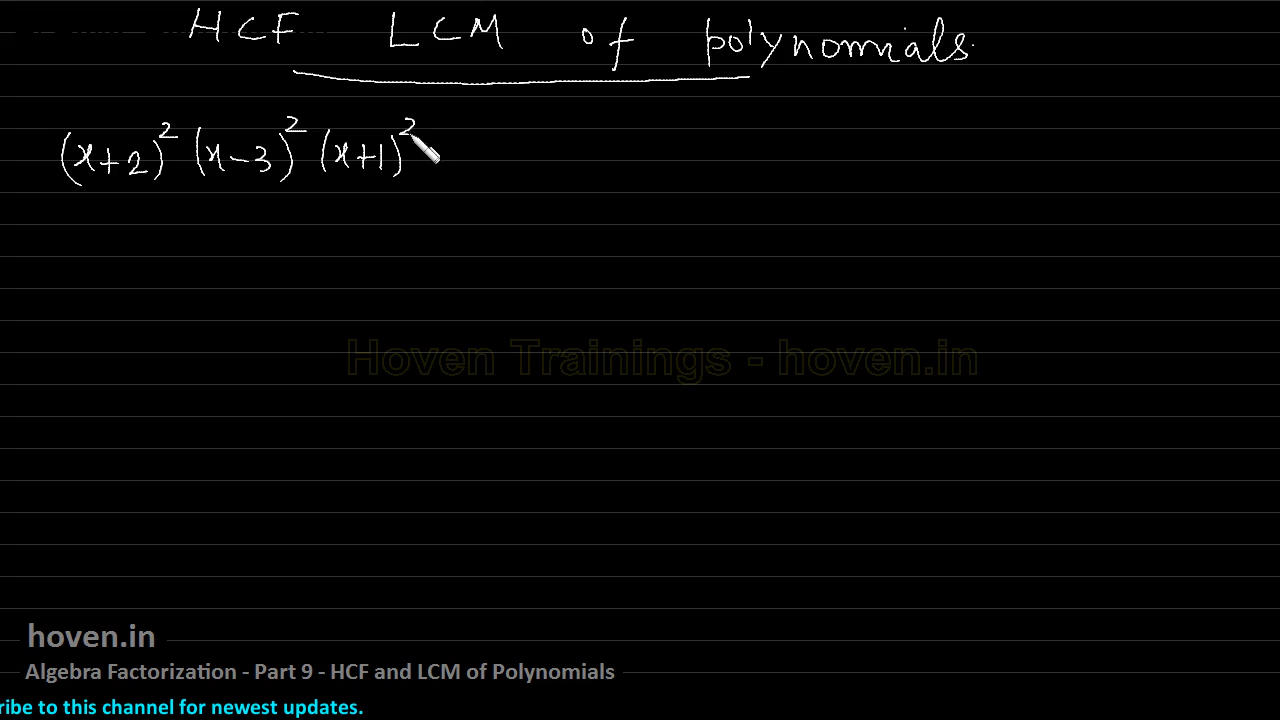 HCF LCM of polynomials.
(x+2)² (x-3)² (x+1)²
Hoven Trainings - hoven.in
hoven.in
Algebra Factorization - Part 9 - HCF and LCM of Polynomials
ribe to this channel for newest updates.